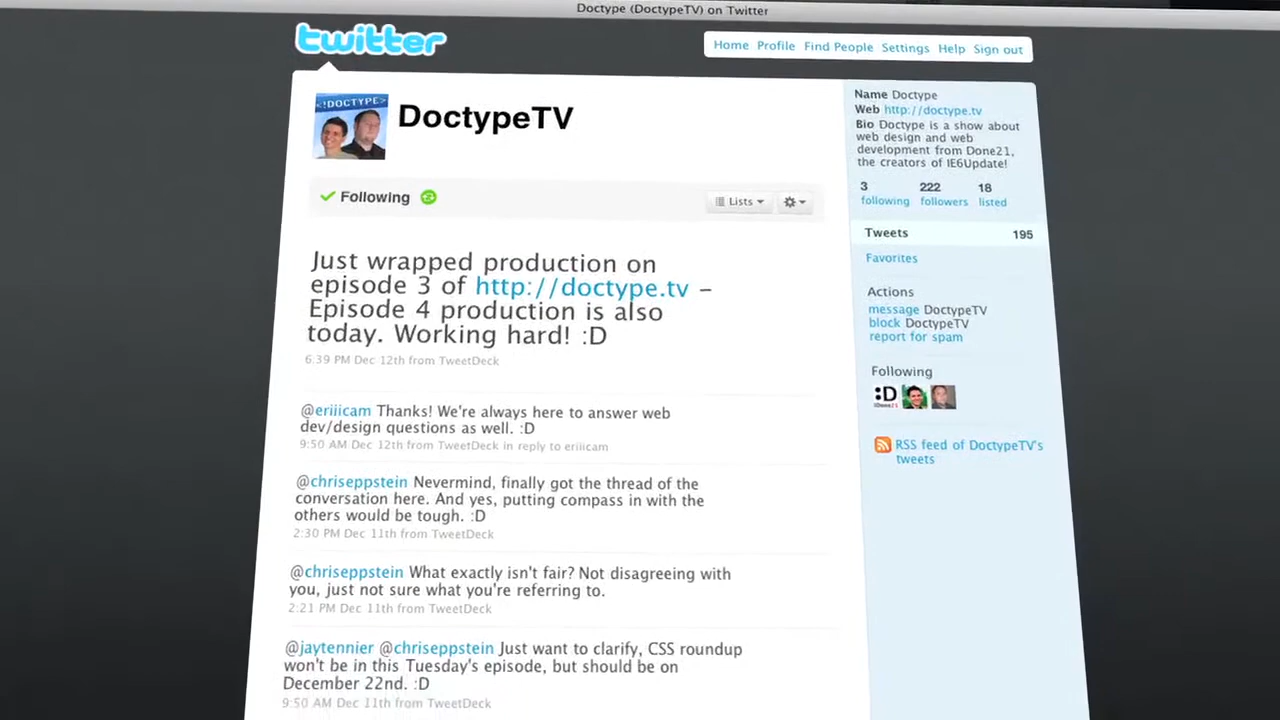 Doctype (DoctypeTV) on Twitter
twitter
Home Profile Find People Settings Help Sign out
<!DOCTYPE>
DoctypeTV
Following
Lists
Just wrapped production on
episode 3 of http://doctype.tv –
Episode 4 production is also
today. Working hard! :D
6:39 PM Dec 12th from TweetDeck
@eriiicam Thanks! We're always here to answer web
dev/design questions as well. :D
9:50 AM Dec 12th from TweetDeck in reply to eriiicam
@chriseppstein Nevermind, finally got the thread of the
conversation here. And yes, putting compass in with the
others would be tough. :D
2:30 PM Dec 11th from TweetDeck
@chriseppstein What exactly isn't fair? Not disagreeing with
you, just not sure what you're referring to.
2:21 PM Dec 11th from TweetDeck
@jaytennier @chriseppstein Just want to clarify, CSS roundup
won't be in this Tuesday's episode, but should be on
December 22nd. :D
9:50 AM Dec 11th from TweetDeck
Name Doctype
Web http://doctype.tv
Bio Doctype is a show about
web design and web
development from Done21,
the creators of IE6Update!
3 222 18
following followers listed
Tweets 195
Favorites
Actions
message DoctypeTV
block DoctypeTV
report for spam
Following
:D
RSS feed of DoctypeTV's
tweets